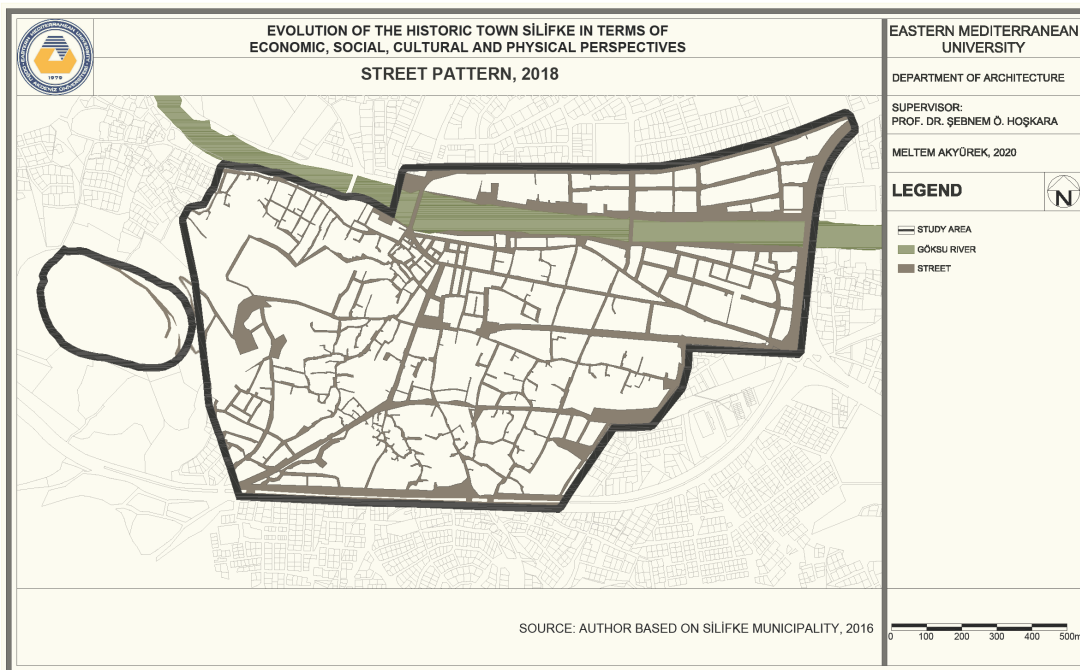 EVOLUTION OF THE HISTORIC TOWN SİLİFKE IN TERMS OF
ECONOMIC, SOCIAL, CULTURAL AND PHYSICAL PERSPECTIVES
STREET PATTERN, 2018
EASTERN MEDITERRANEAN
UNIVERSITY
DEPARTMENT OF ARCHITECTURE
SUPERVISOR:
PROF. DR. ŞEBNEM Ö. HOŞKARA
MELTEM AKYÜREK, 2020
LEGEND
N
STUDY AREA
GÖKSU RIVER
STREET
1979
SOURCE: AUTHOR BASED ON SİLİFKE MUNICIPALITY, 2016
0 100 200 300 400 500m